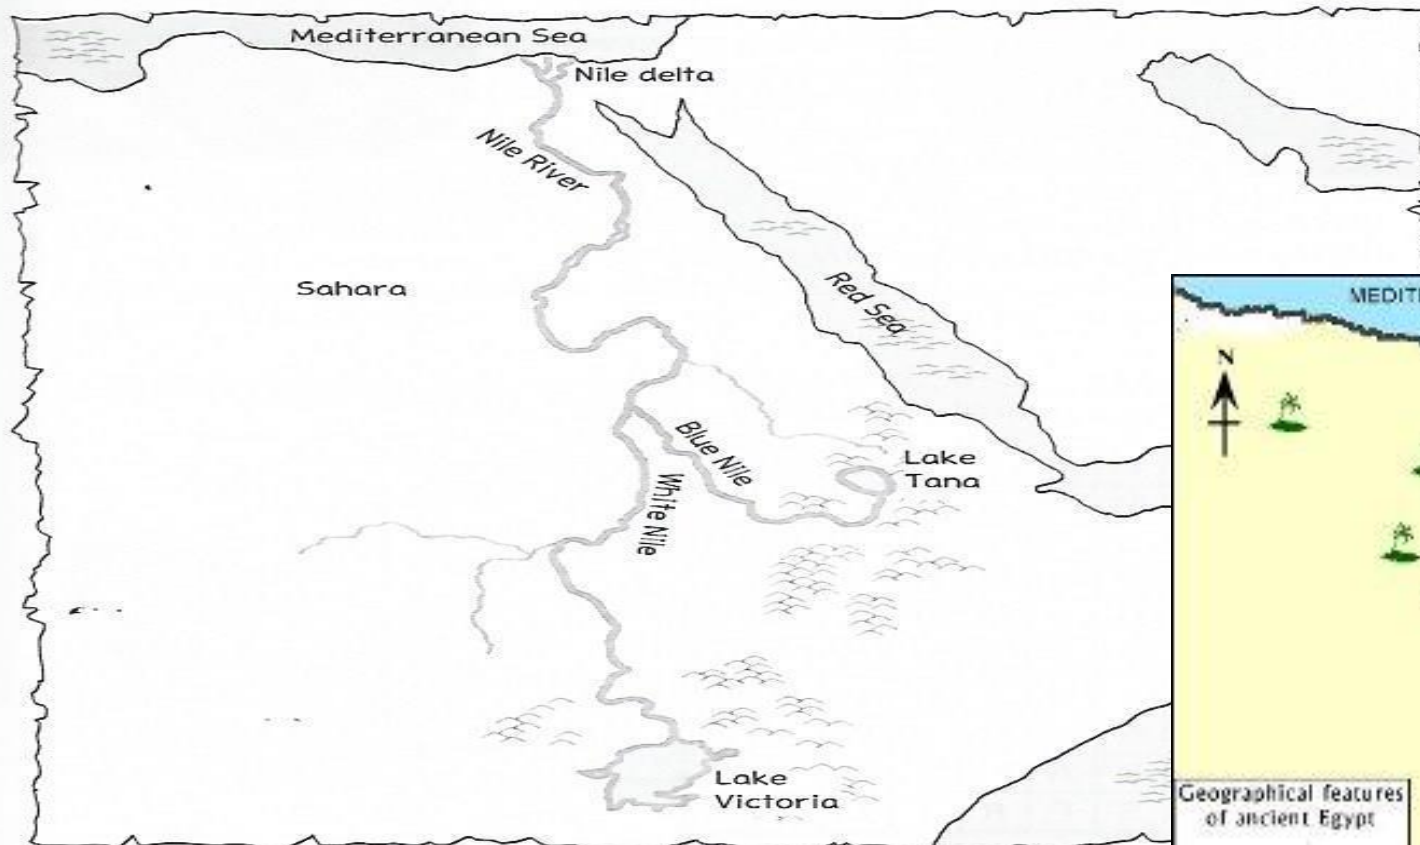 Mediterranean Sea
Nile delta
Nile River
Sahara
Red Sea
Blue Nile
White Nile
Lake
Tana
Lake
Victoria
MEDIT
N
Geographical features
of ancient Egypt